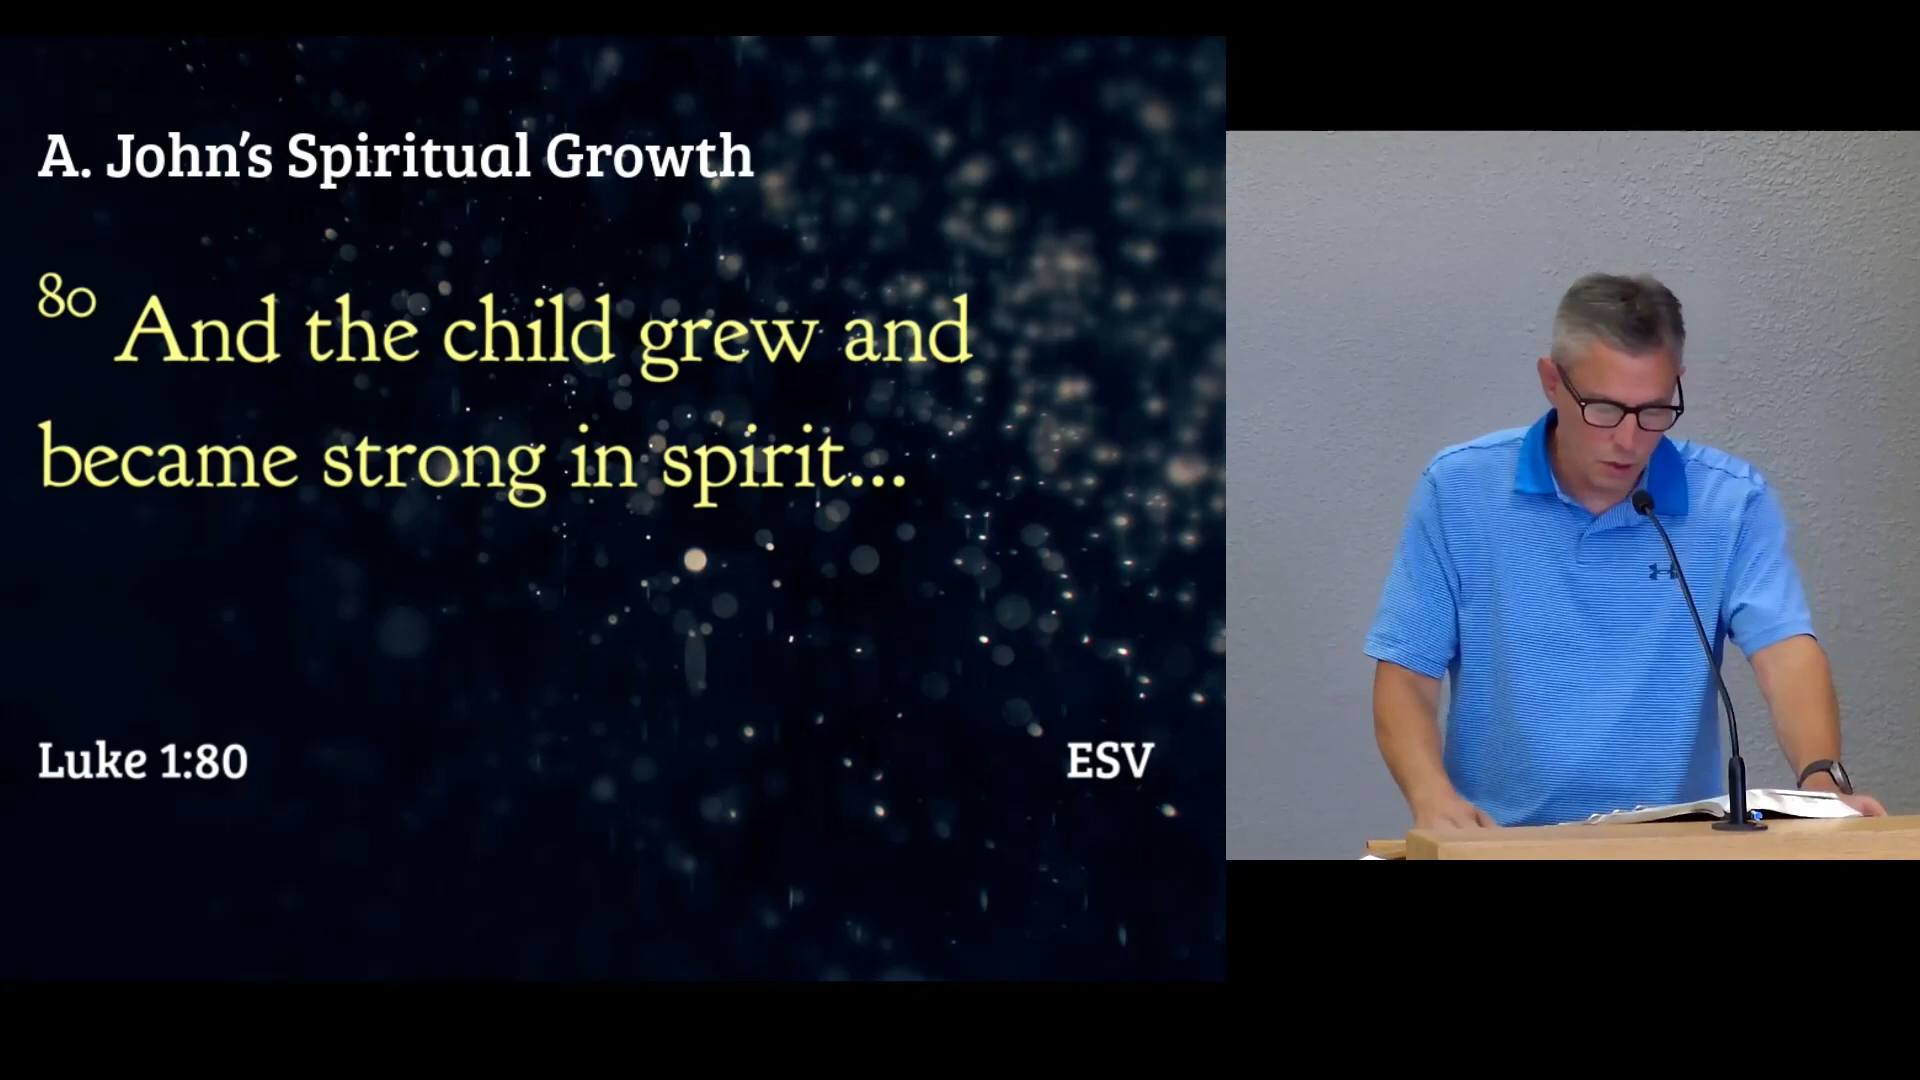 A. John's Spiritual Growth
80 And the child grew and
became strong in spirit...
Luke 1:80
ESV